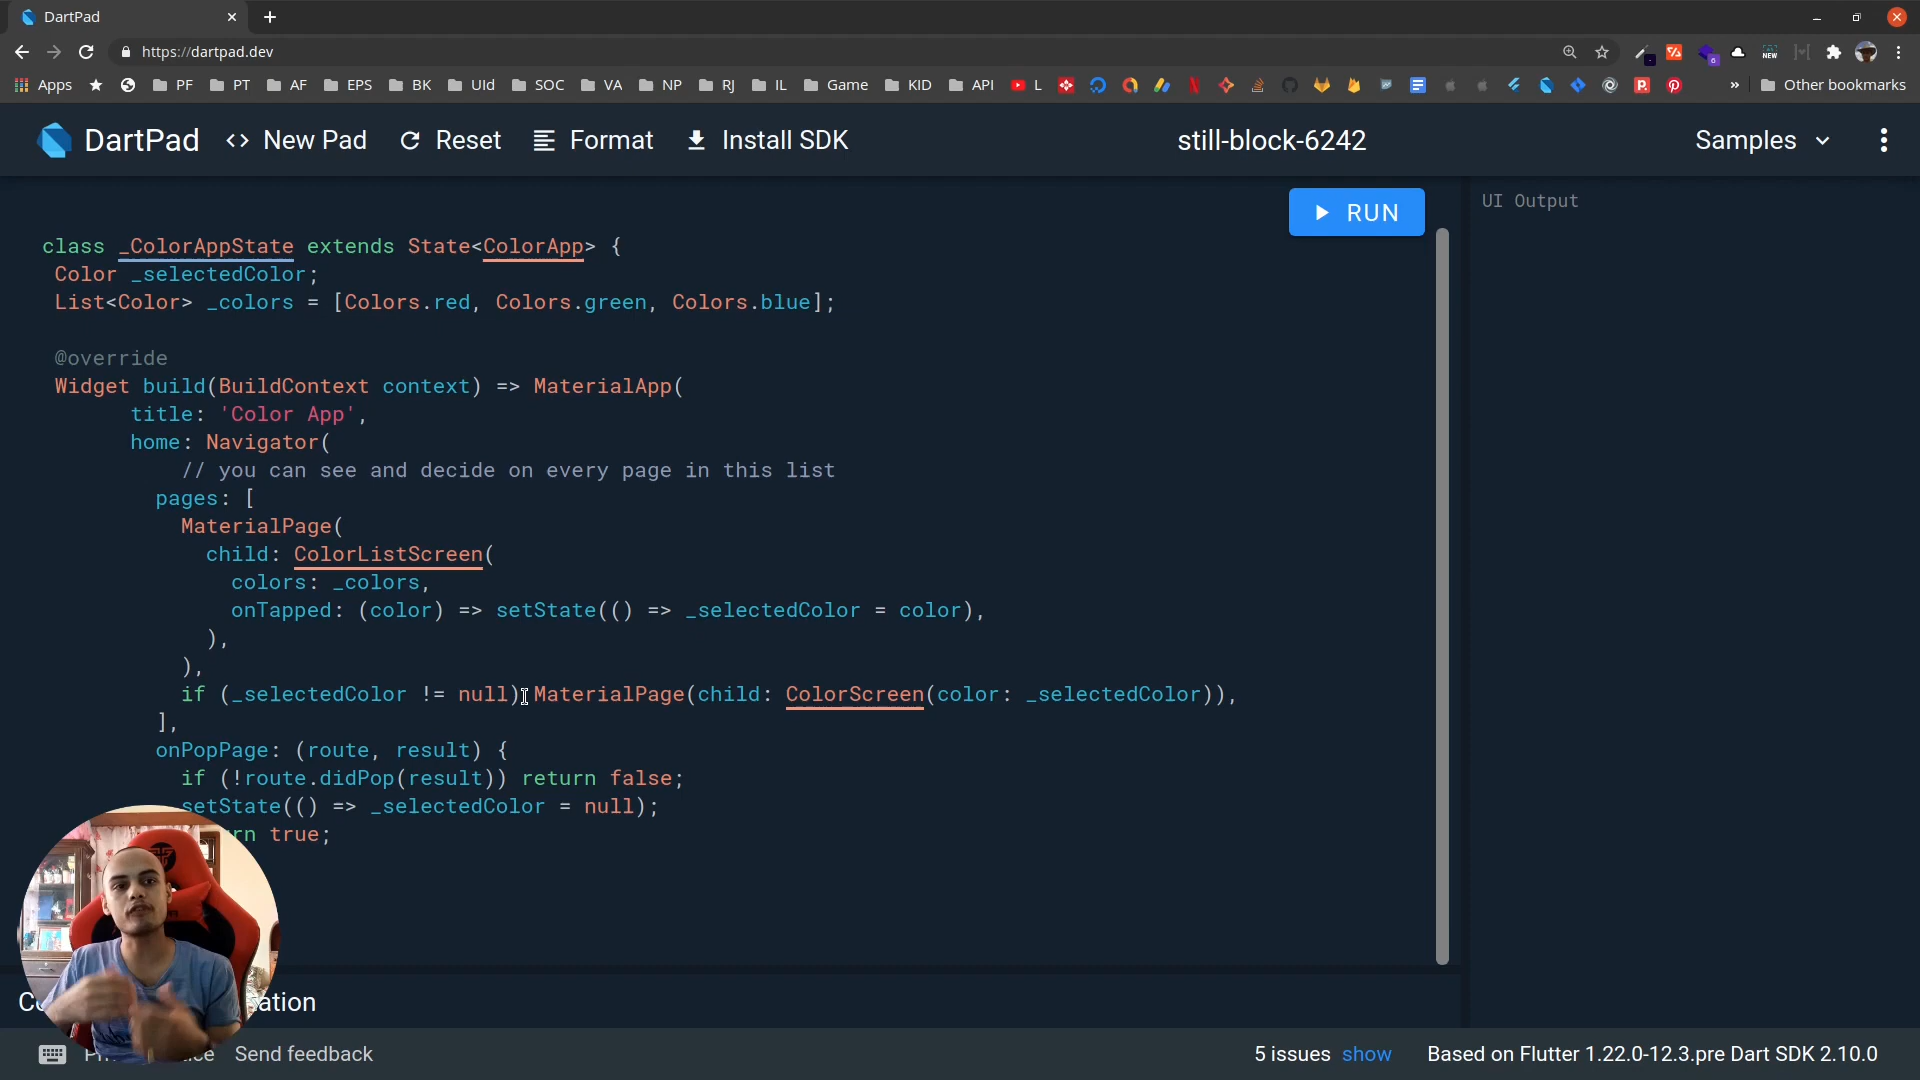 DartPad
https://dartpad.dev
Apps PF PT AF EPS BK UId SOC VA NP RJ IL Game KID API L NEW 6 Other bookmarks
DartPad <> New Pad Reset Format Install SDK still-block-6242 Samples
RUN
UI Output
class _ColorAppState extends State<ColorApp> {
Color _selectedColor;
List<Color> _colors = [Colors.red, Colors.green, Colors.blue];
@override
Widget build(BuildContext context) => MaterialApp(
title: 'Color App',
home: Navigator(
// you can see and decide on every page in this list
pages: [
MaterialPage(
child: ColorListScreen(
colors: _colors,
onTapped: (color) => setState(() => _selectedColor = color),
),
),
if (_selectedColor != null) MaterialPage(child: ColorScreen(color: _selectedColor)),
],
onPopPage: (route, result) {
if (!route.didPop(result)) return false;
setState(() => _selectedColor = null);
rn true;
ation
Send feedback
5 issues show Based on Flutter 1.22.0-12.3.pre Dart SDK 2.10.0